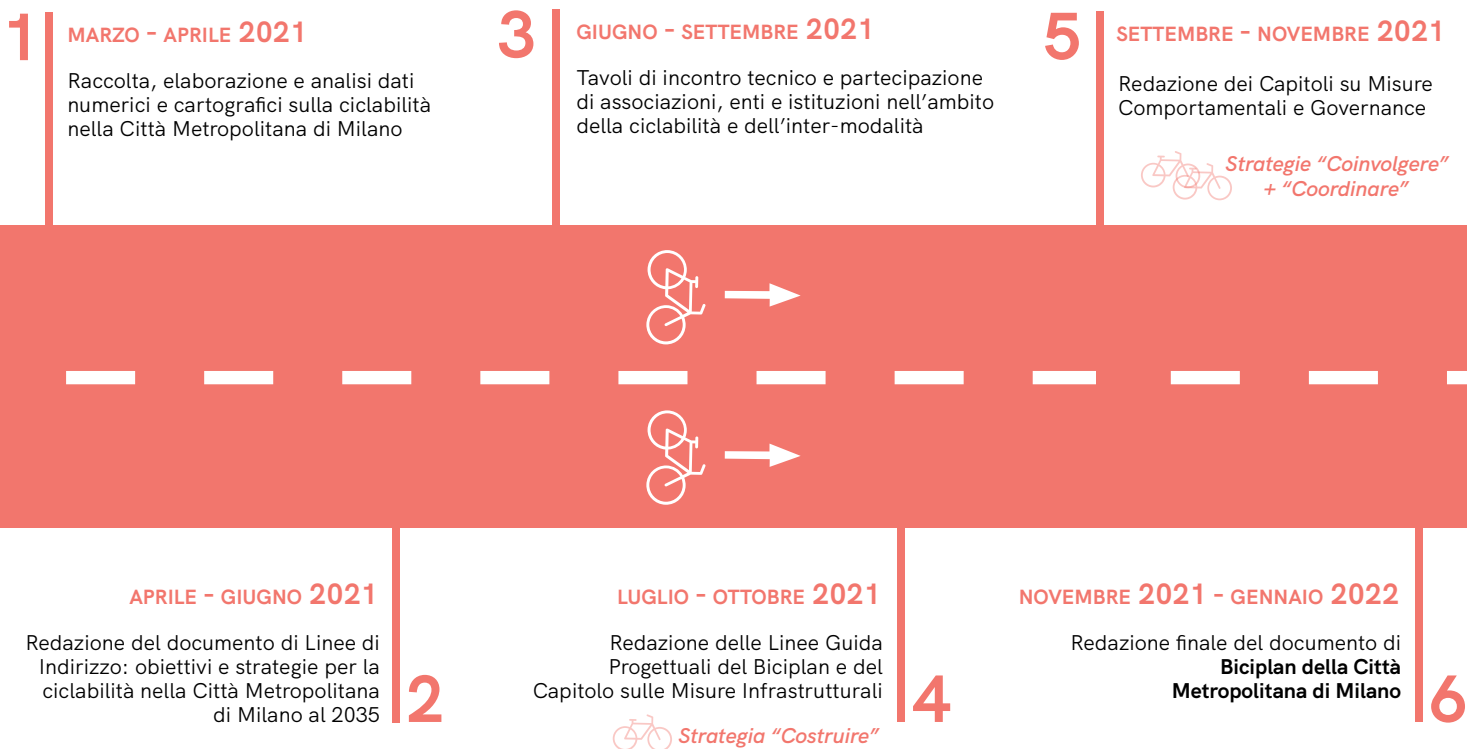 1
MARZO - APRILE 2021
Raccolta, elaborazione e analisi dati
numerici e cartografici sulla ciclabilità
nella Città Metropolitana di Milano
3
GIUGNO - SETTEMBRE 2021
Tavoli di incontro tecnico e partecipazione
di associazioni, enti e istituzioni nell'ambito
della ciclabilità e dell'inter-modalità
5
SETTEMBRE - NOVEMBRE 2021
Redazione dei Capitoli su Misure
Comportamentali e Governance
Strategie "Coinvolgere"
+ "Coordinare"
APRILE - GIUGNO 2021
Redazione del documento di Linee di
Indirizzo: obiettivi e strategie per la
ciclabilità nella Città Metropolitana
di Milano al 2035
2
LUGLIO - OTTOBRE 2021
Redazione delle Linee Guida
Progettuali del Biciplan e del
Capitolo sulle Misure Infrastrutturali
Strategia "Costruire"
4
NOVEMBRE 2021 - GENNAIO 2022
Redazione finale del documento di
Biciplan della Città
Metropolitana di Milano
6